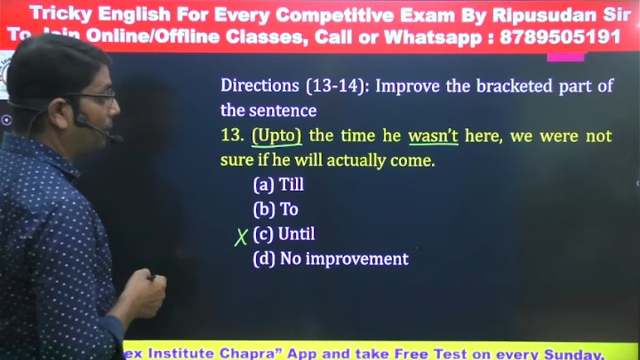 Tricky English For Every Competitive Exam By Ripusudan Sir
To Join Online/Offline Classes, Call or Whatsapp : 8789505191
Directions (13-14): Improve the bracketed part of
the sentence
13. (Upto) the time he wasn't here, we were not
sure if he will actually come.
(a) Till
(b) To
X (c) Until
(d) No improvement
ex Institute Chapra" App and take Free Test on every Sunday.